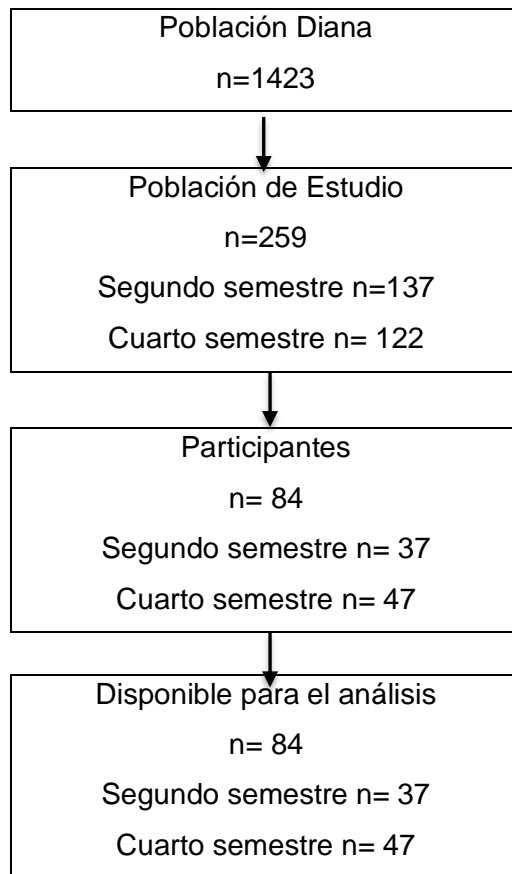 Población Diana
n=1423
Población de Estudio
n=259
Segundo semestre n=137
Cuarto semestre n= 122
Participantes
n= 84
Segundo semestre n= 37
Cuarto semestre n= 47
Disponible para el análisis
n= 84
Segundo semestre n= 37
Cuarto semestre n= 47